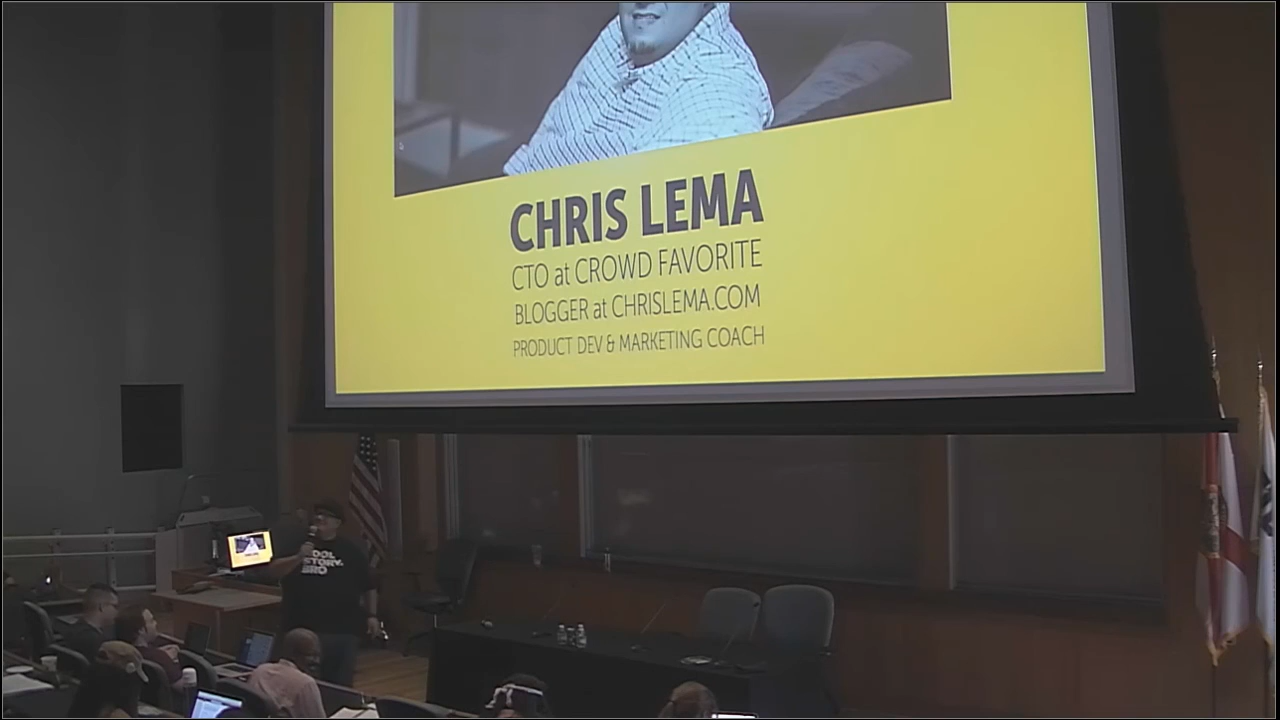 CHRIS LEMA
CTO at CROWD FAVORITE
BLOGGER at CHRISLEMA.COM
PRODUCT DEV & MARKETING COACH
COOL
STORY,
BRO